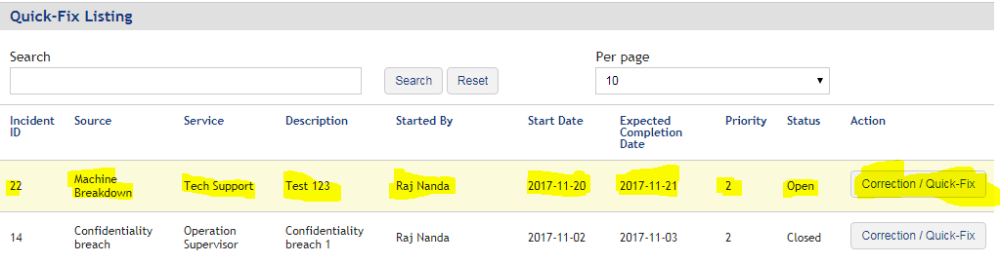 Quick-Fix Listing
Search Per page
Search Reset 10
Incident ID Source Service Description Started By Start Date Expected Completion Date Priority Status Action
22 Machine Breakdown Tech Support Test 123 Raj Nanda 2017-11-20 2017-11-21 2 Open Correction / Quick-Fix
14 Confidentiality breach Operation Supervisor Confidentiality breach 1 Raj Nanda 2017-11-02 2017-11-03 2 Closed Correction / Quick-Fix